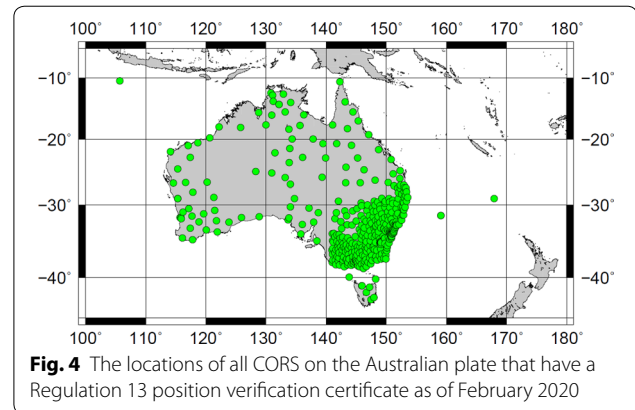 100° 110° 120° 130° 140° 150° 160° 170° 180°
−10° −10°
−20° −20°
−30° −30°
−40° −40°
100° 110° 120° 130° 140° 150° 160° 170° 180°
Fig. 4 The locations of all CORS on the Australian plate that have a
Regulation 13 position verification certificate as of February 2020